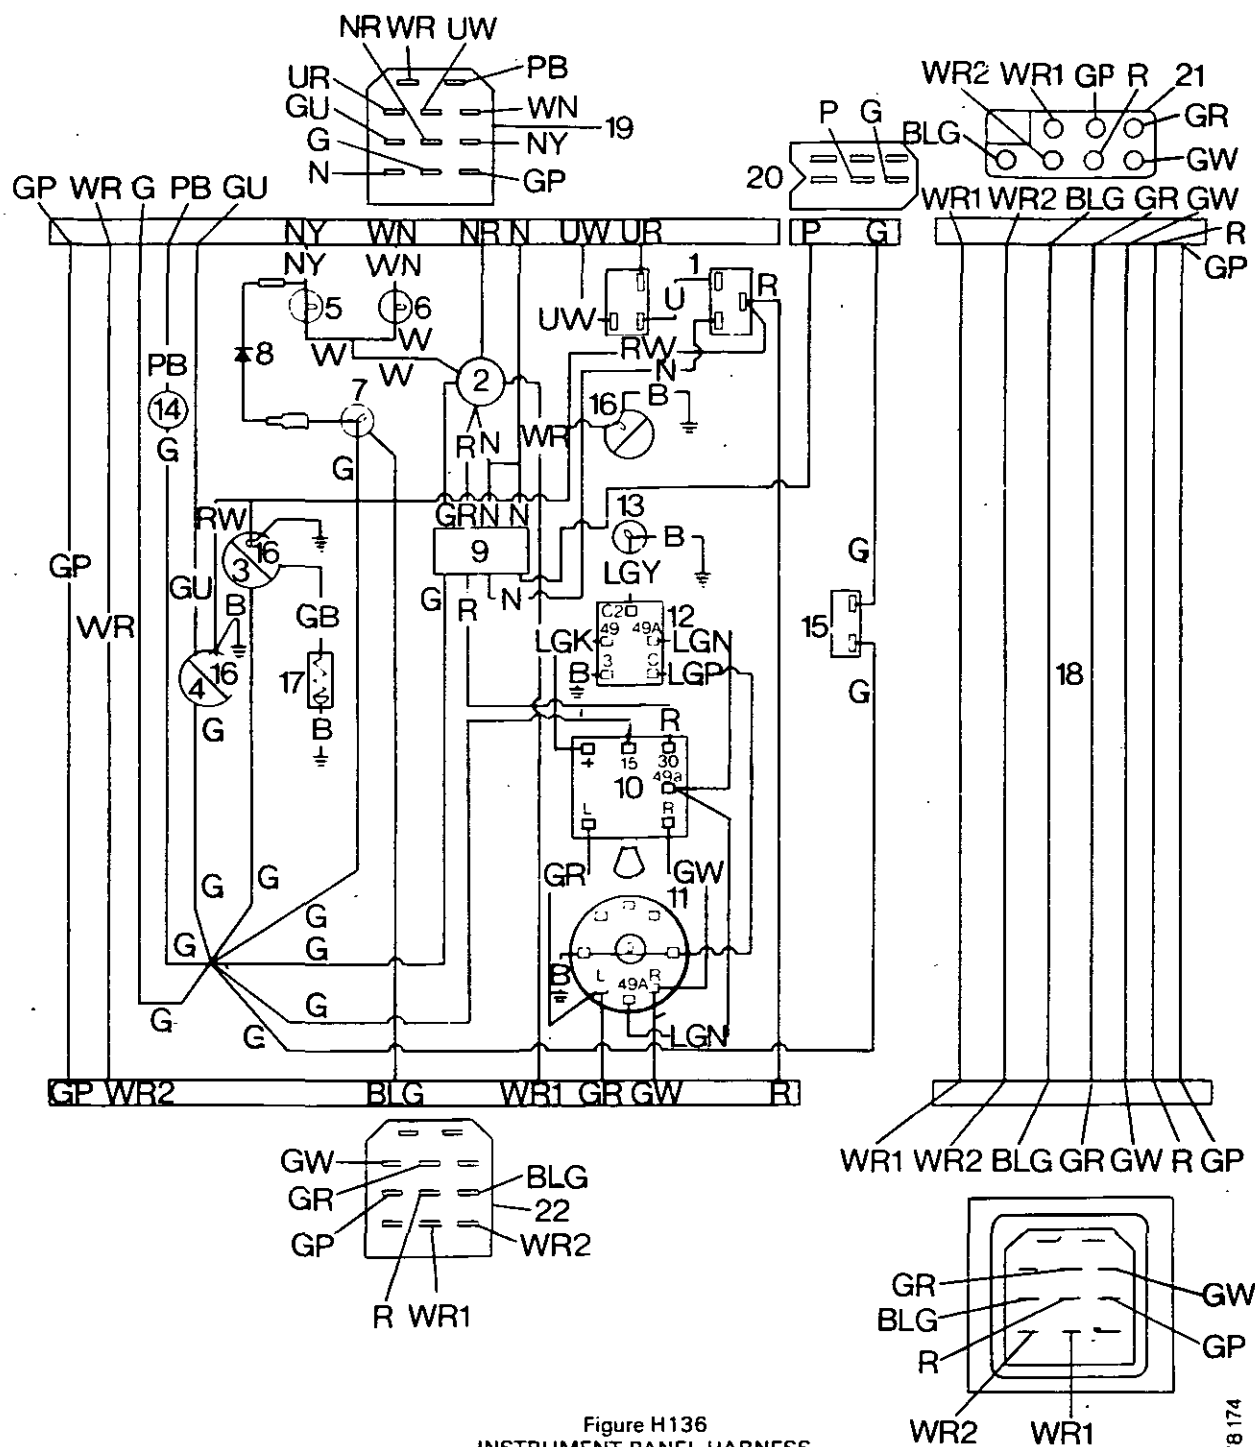 NR WR UW
UR PB
GU WN
G 19
N NY
GP
WR2 WR1 GP R 21
P G BLG GR
20 GW
GP WR G PB GU
WR1 WR2 BLG GR GW
R
GP
NY WN NR N UW UR P G
NY WN
5 6 1 R
UW U
8 W W RW
PB 7 W 2 N
14 16 B
G R N WR
G
RW GR N N 13
16 9 B
3 G
GP GU LGY
B G R N C2 12
WR GB 49 49A 15
LGK LGN
16 3 C
4 17 B LGP G 18
G B R
+ 15 30
49a
10
L R
GR GW
G G 11
G
G G
B L R
49A
G G LGN
G
GP WR2 BLG WR1 GR GW R
WR1 WR2 BLG GR GW R GP
GW BLG
GR 22
GP WR2
R WR1
GR GW
BLG
R GP
WR2 WR1
Figure H136
INSTRUMENT PANEL HARNESS